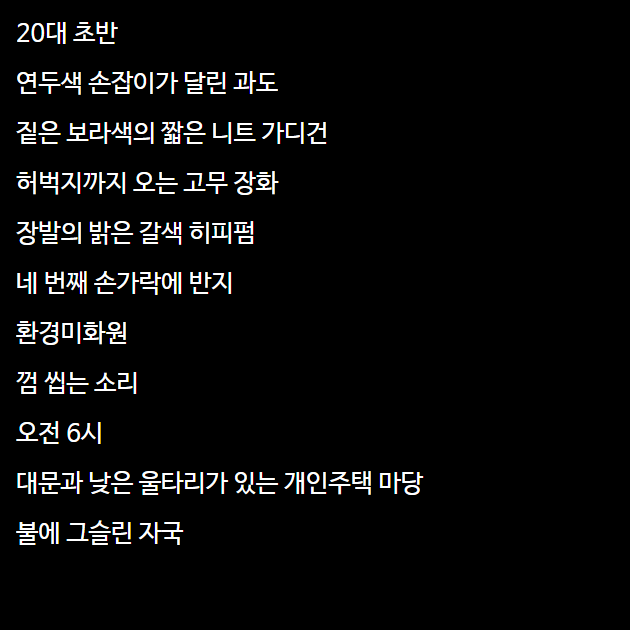 20대 초반
연두색 손잡이가 달린 과도
짙은 보라색의 짧은 니트 가디건
허벅지까지 오는 고무 장화
장발의 밝은 갈색 히피펌
네 번째 손가락에 반지
환경미화원
껌 씹는 소리
오전 6시
대문과 낮은 울타리가 있는 개인주택 마당
불에 그슬린 자국